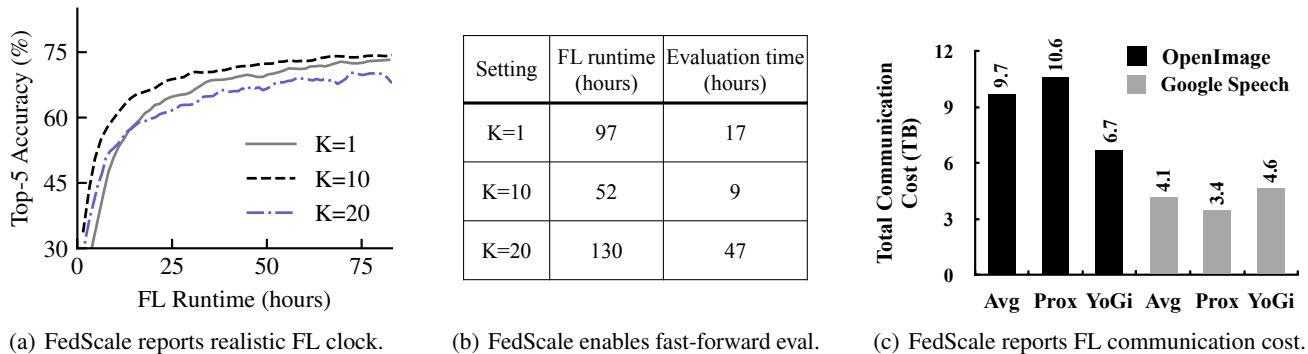 Top-5 Accuracy (%)
75
60
45
30
K=1
K=10
K=20
0 25 50 75
FL Runtime (hours)
(a) FedScale reports realistic FL clock.
Setting FL runtime (hours) Evaluation time (hours)
K=1 97 17
K=10 52 9
K=20 130 47
(b) FedScale enables fast-forward eval.
Total Communication
Cost (TB)
12
9
6
3
0
9.7 10.6 6.7 4.1 3.4 4.6
OpenImage
Google Speech
Avg Prox YoGi Avg Prox YoGi
(c) FedScale reports FL communication cost.